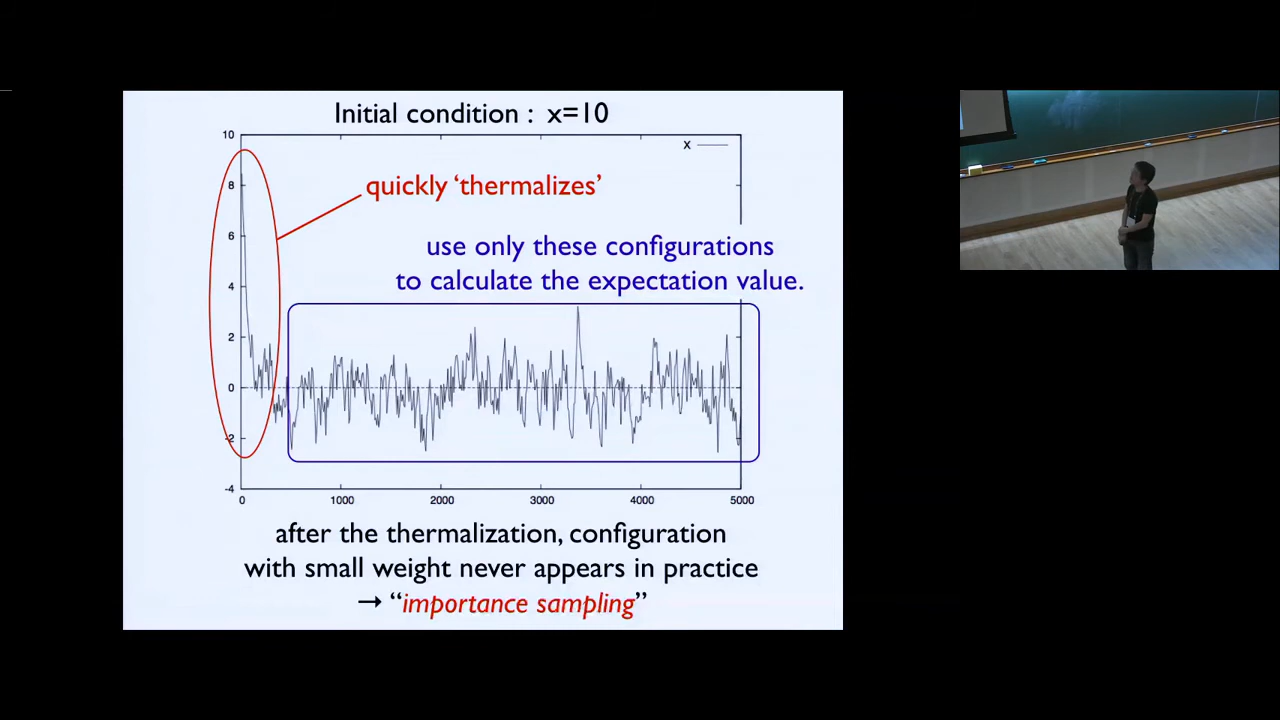 Initial condition : x=10
10
x
8
quickly ‘thermalizes’
6
use only these configurations
to calculate the expectation value.
4
2
0
-2
-4
0 1000 2000 3000 4000 5000
after the thermalization, configuration
with small weight never appears in practice
→ “importance sampling”